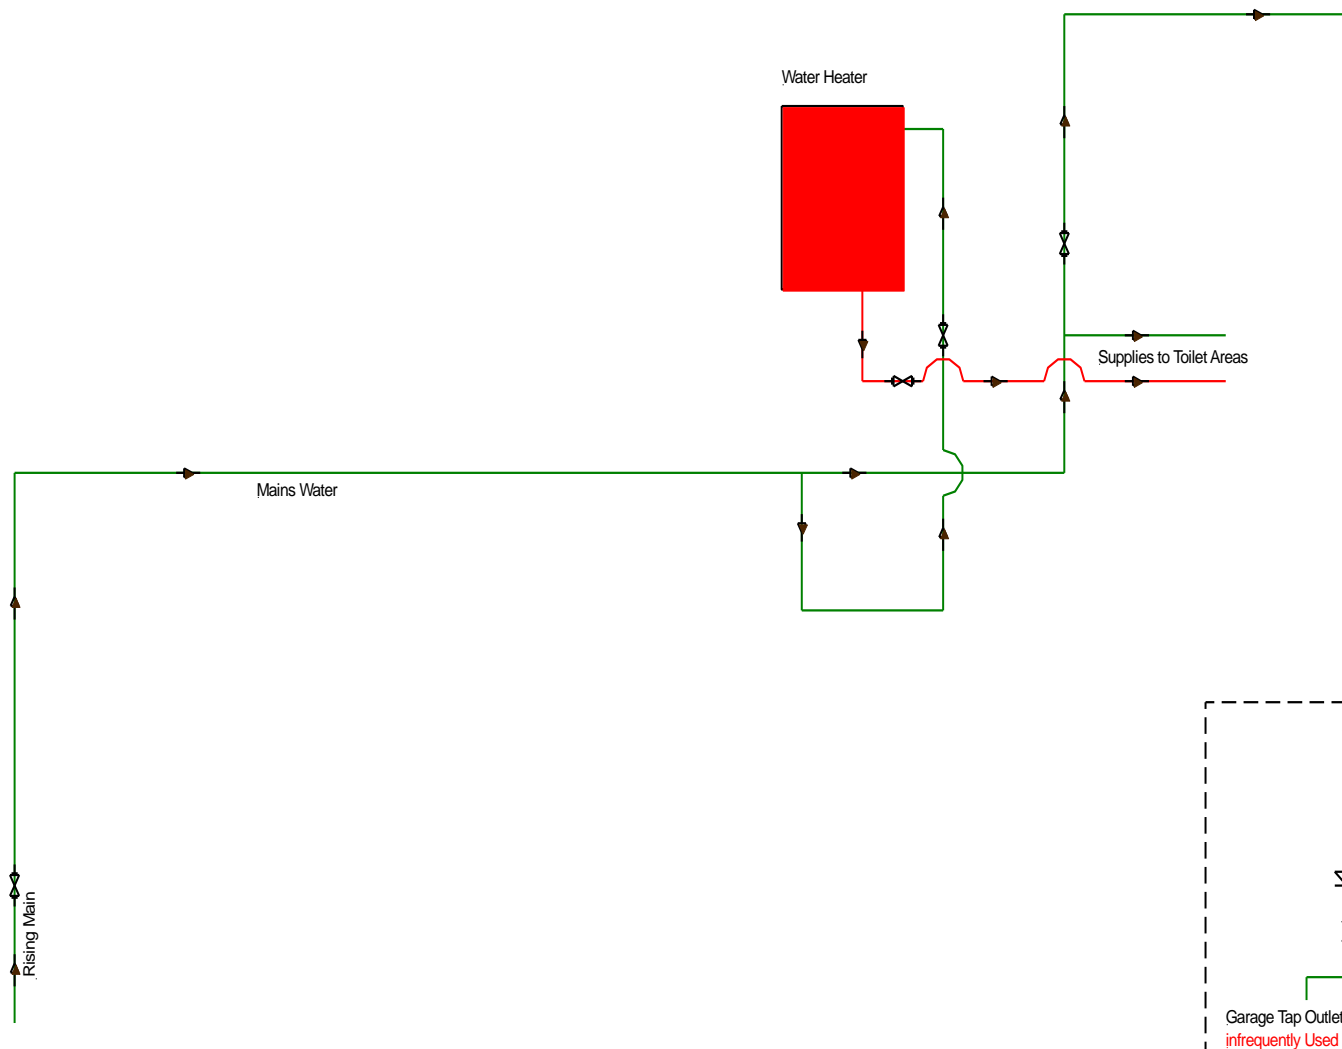 Water Heater
Supplies to Toilet Areas
Mains Water
Rising Main
Garage Tap Outlet
infrequently Used